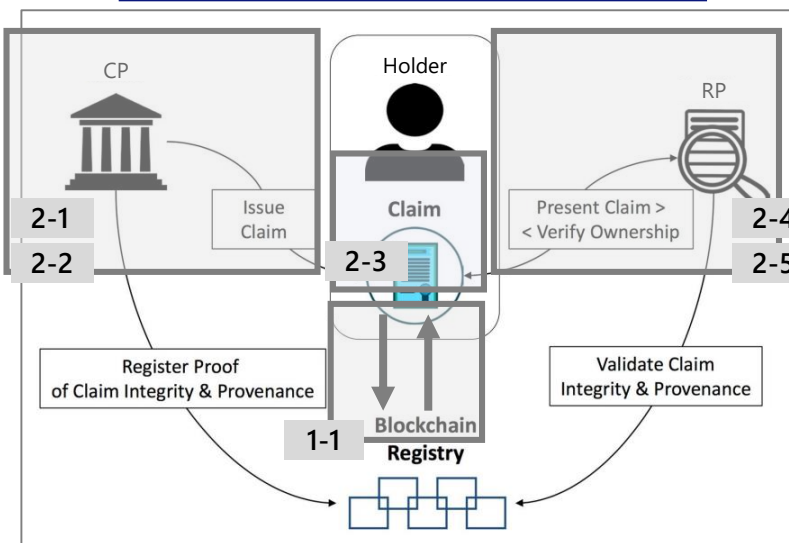 CP
Holder
RP
Issue
Claim
Claim
Present Claim >
< Verify Ownership
2-1
2-2
2-3
2-4
2-5
Register Proof
of Claim Integrity & Provenance
Validate Claim
Integrity & Provenance
1-1
Blockchain
Registry